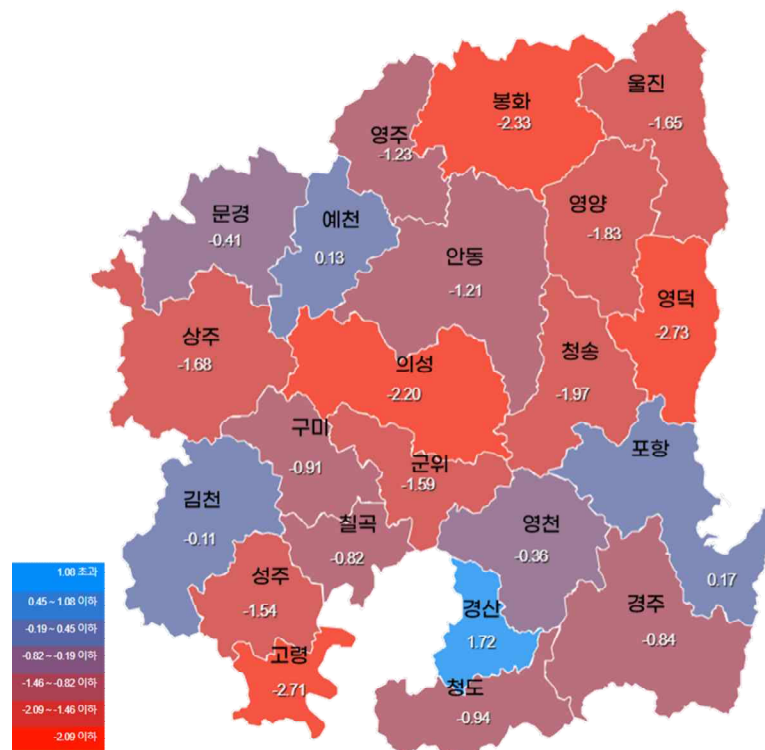 봉화
-2.33
울진
-1.65
영주
-1.23
문경
-0.41
예천
0.13
영양
-1.83
안동
-1.21
영덕
-2.73
상주
-1.68
의성
-2.20
청송
-1.97
구미
-0.91
군위
-1.59
포항
0.17
김천
-0.11
칠곡
-0.82
영천
-0.36
성주
-1.54
경산
1.72
경주
-0.84
고령
-2.71
청도
-0.94
1.08 초과
0.45 ~ 1.08 이하
-0.19 ~ 0.45 이하
-0.82 ~ -0.19 이하
-1.46 ~ -0.82 이하
-2.09 ~ -1.46 이하
-2.09 이하